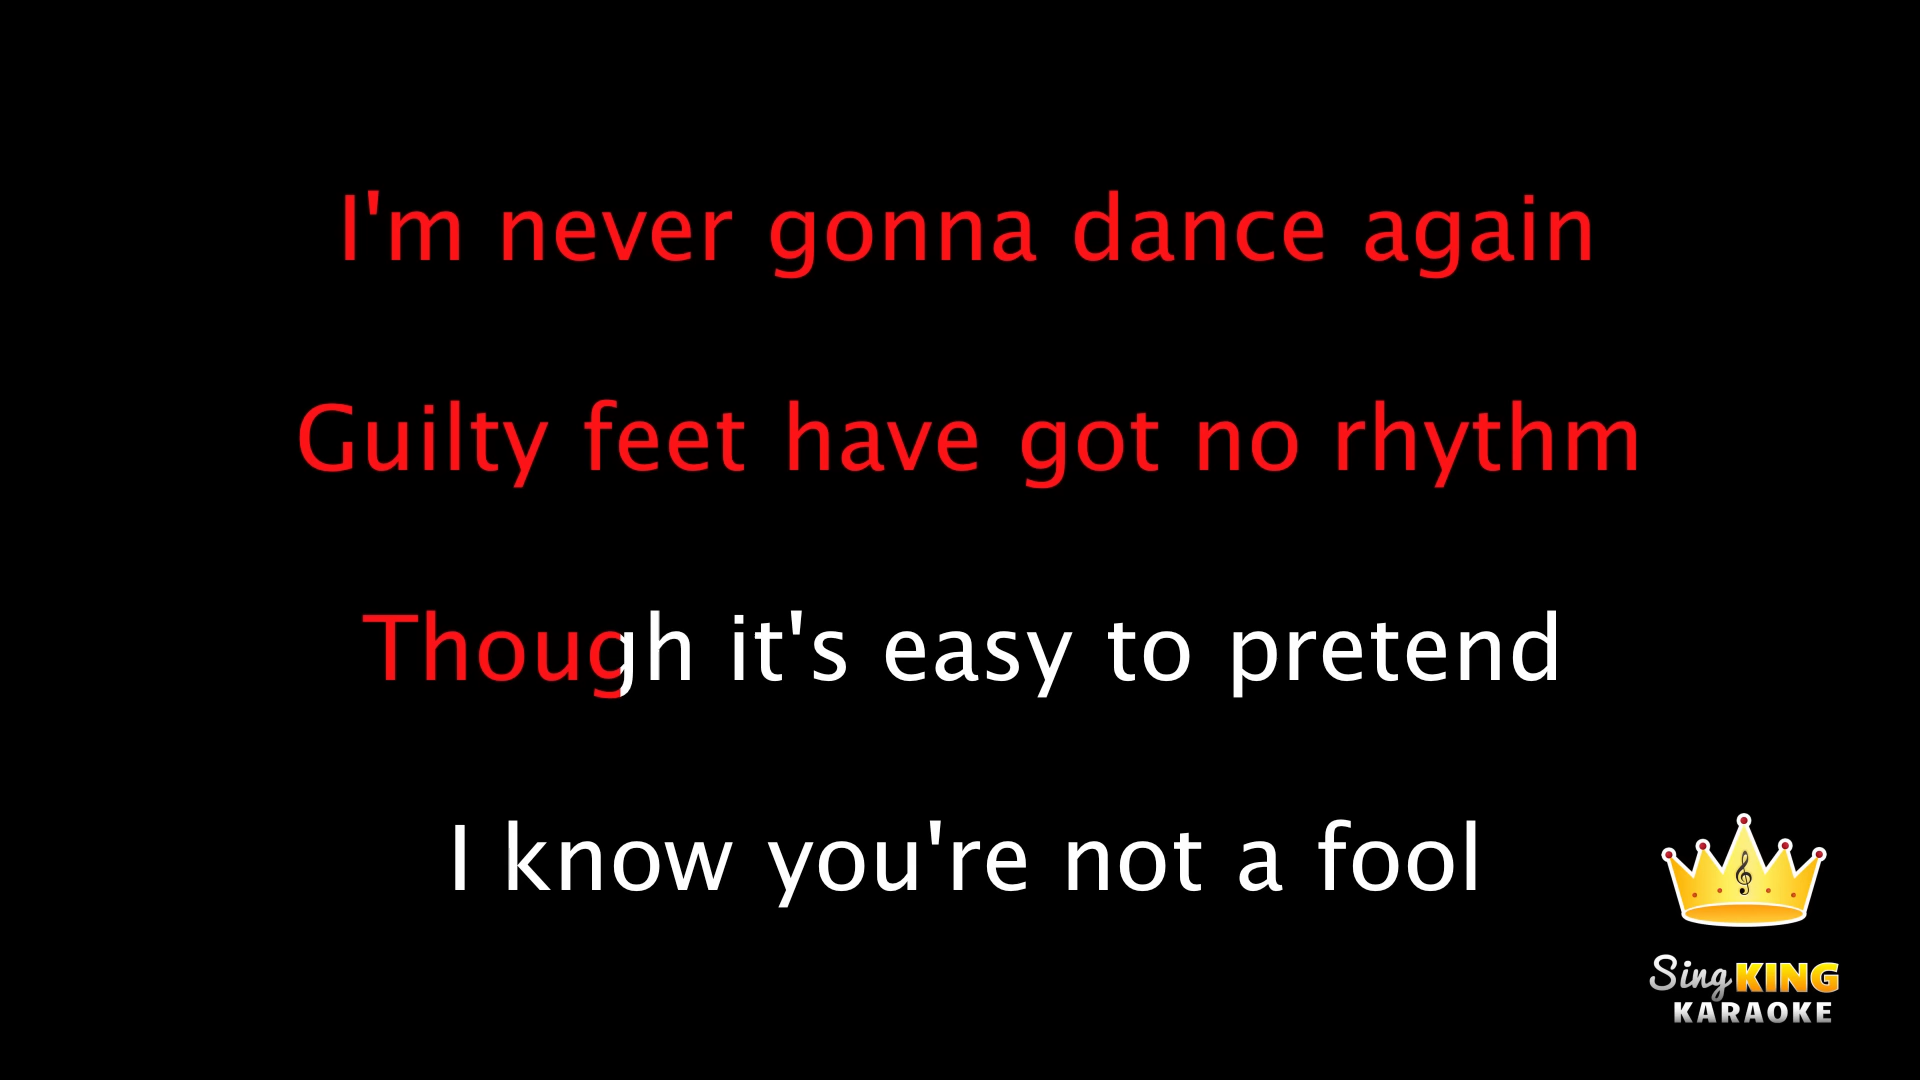 I'm never gonna dance again
Guilty feet have got no rhythm
Though it's easy to pretend
I know you're not a fool
Sing KING
KARAOKE